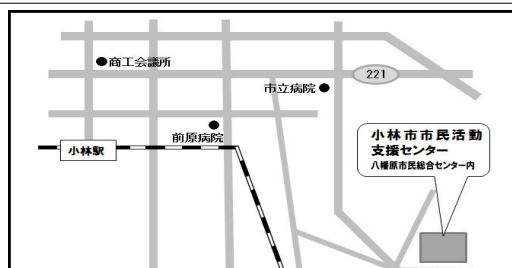 商工会議所
221
市立病院
前原病院
小林駅
小林市市民活動
支援センター
八幡原市民総合センター内